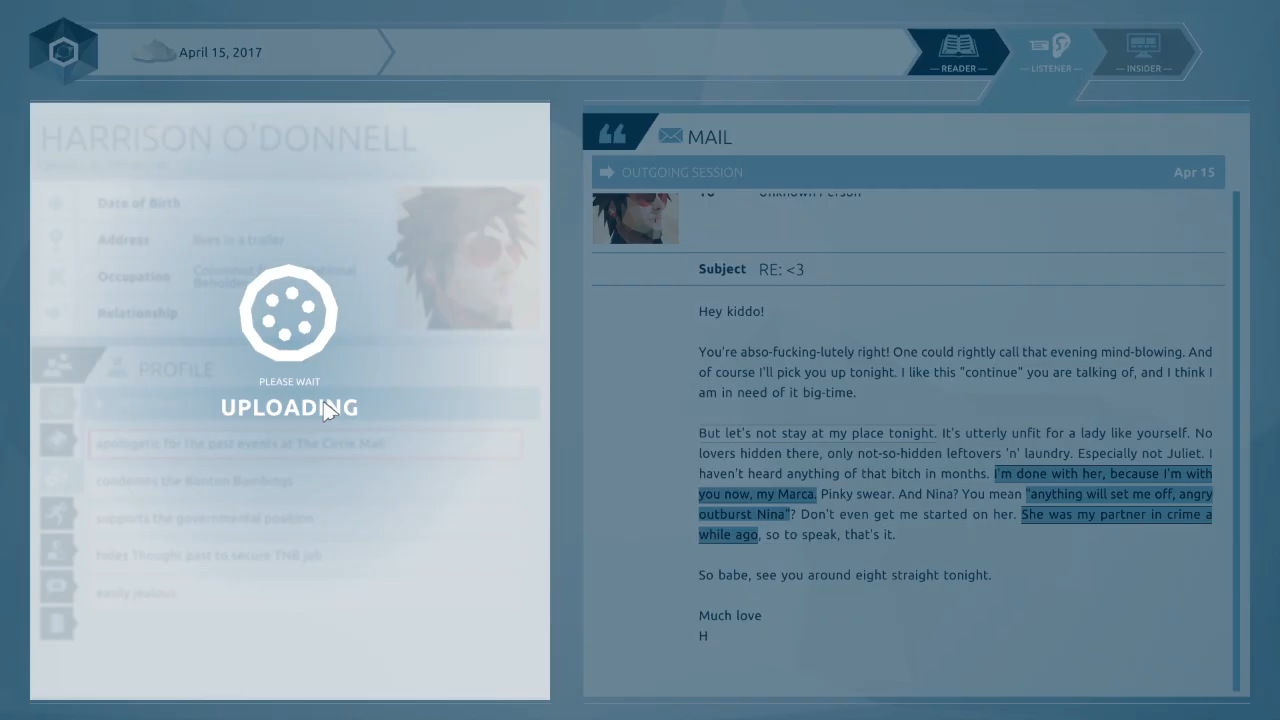 April 15, 2017
READER
LISTENER
INSIDER
HARRISON O'DONNELL
Date of Birth
Address lives in a trailer
Occupation
Relationship
PROFILE
PLEASE WAIT
UPLOADING
apologetic for the past events at The Circle Mall
condemns the Bonton Bombings
supports the governmental position
hides Thought past to secure TNB job
easily jealous
MAIL
OUTGOING SESSION Apr 15
Subject RE: <3
Hey kiddo!
You're abso-fucking-lutely right! One could rightly call that evening mind-blowing. And
of course I'll pick you up tonight. I like this "continue" you are talking of, and I think I
am in need of it big-time.
But let's not stay at my place tonight. It's utterly unfit for a lady like yourself. No
lovers hidden there, only not-so-hidden leftovers 'n' laundry. Especially not Juliet. I
haven't heard anything of that bitch in months. I'm done with her, because I'm with
you now, my Marca. Pinky swear. And Nina? You mean "anything will set me off, angry
outburst Nina"? Don't even get me started on her. She was my partner in crime a
while ago, so to speak, that's it.
So babe, see you around eight straight tonight.
Much love
H